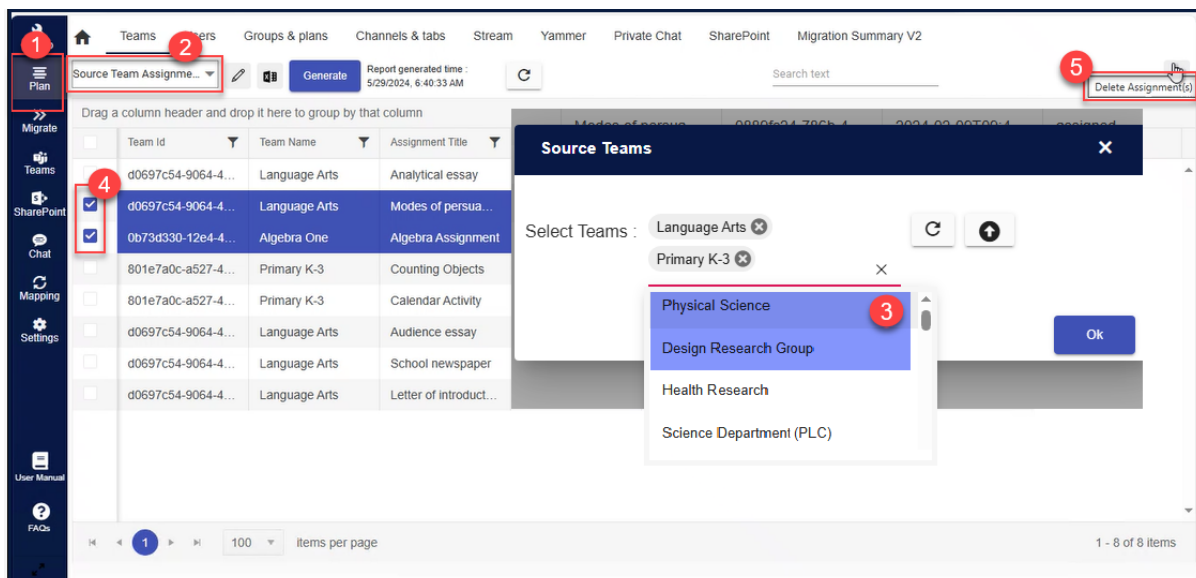 Teams
Groups & plans
Channels & tabs
Stream
Yammer
Private Chat
SharePoint
Migration Summary V2
1
2
Plan
Source Team Assignme...
Generate
Report generated time :
5/29/2024, 6:40:33 AM
Search text
5
Delete Assignment(s)
Migrate
Teams
SharePoint
Chat
Mapping
Settings
User Manual
FAQs
Drag a column header and drop it here to group by that column
Team Id
Team Name
Assignment Title
d0697c54-9064-4...
Language Arts
Analytical essay
4
d0697c54-9064-4...
Language Arts
Modes of persua...
0b73d330-12e4-4...
Algebra One
Algebra Assignment
801e7a0c-a527-4...
Primary K-3
Counting Objects
801e7a0c-a527-4...
Primary K-3
Calendar Activity
d0697c54-9064-4...
Language Arts
Audience essay
d0697c54-9064-4...
Language Arts
School newspaper
d0697c54-9064-4...
Language Arts
Letter of introduct...
Source Teams
Select Teams :
Language Arts
Primary K-3
Physical Science
3
Design Research Group
Health Research
Science Department (PLC)
Ok
1
100
items per page
1 - 8 of 8 items